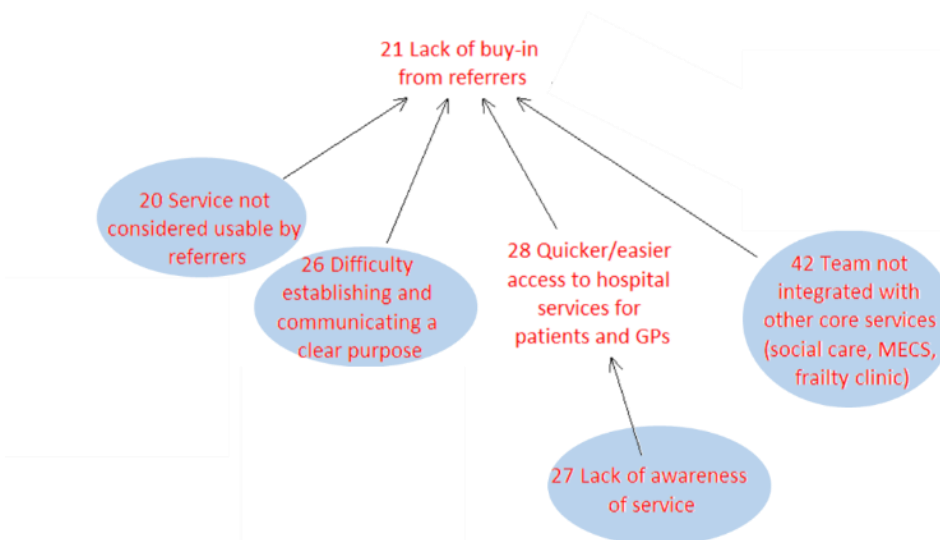 21 Lack of buy-in
from referrers
20 Service not
considered usable by
referrers
26 Difficulty
establishing and
communicating a
clear purpose
28 Quicker/easier
access to hospital
services for
patients and GPs
42 Team not
integrated with
other core services
(social care, MECS,
frailty clinic)
27 Lack of awareness
of service